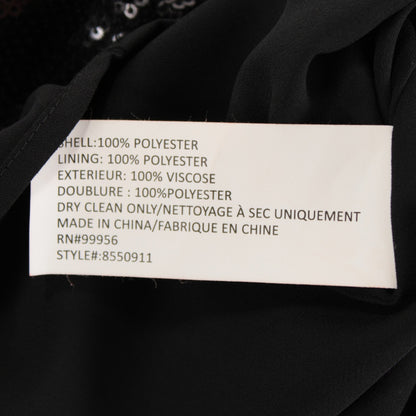 SHELL:100% POLYESTER
LINING: 100% POLYESTER
EXTERIEUR: 100% VISCOSE
DOUBLURE : 100%POLYESTER
DRY CLEAN ONLY/NETTOYAGE À SEC UNIQUEMENT
MADE IN CHINA/FABRIQUE EN CHINE
RN#99956
STYLE#:8550911